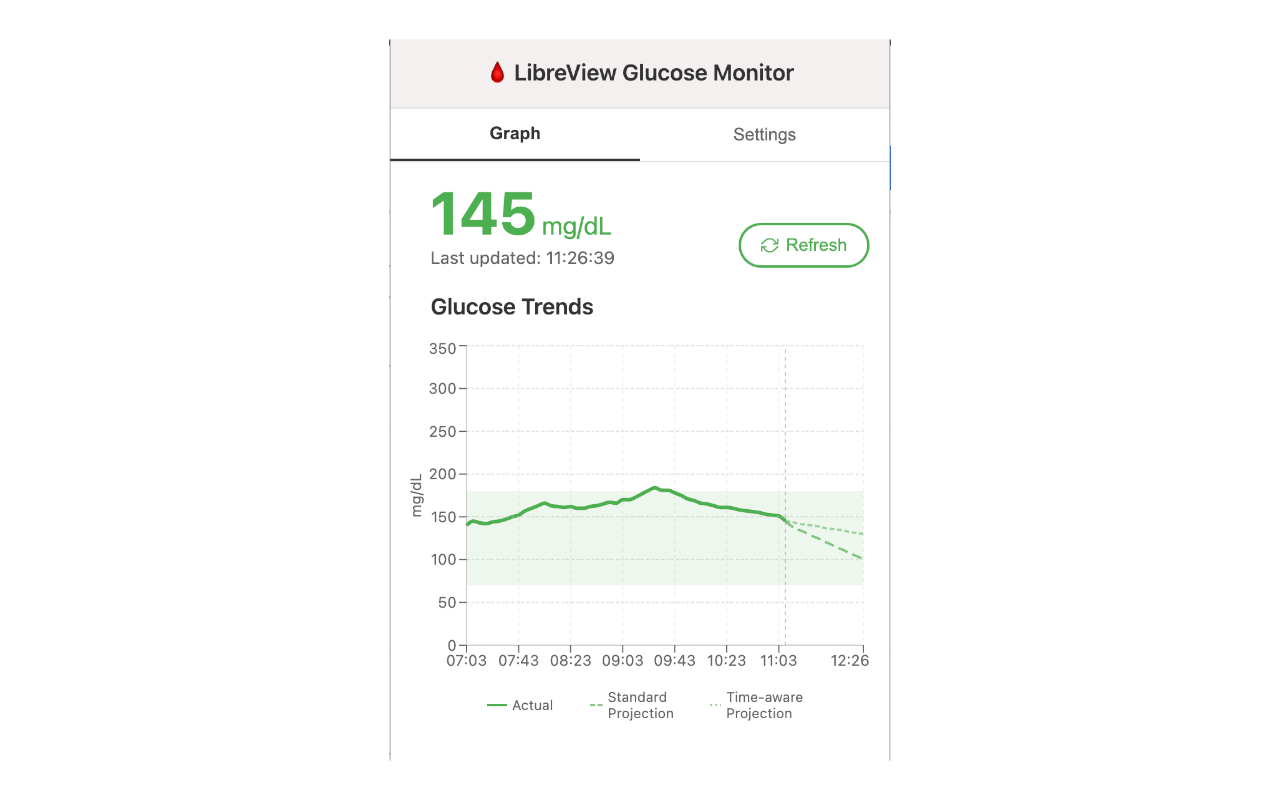 LibreView Glucose Monitor
Graph
Settings
145 mg/dL
Last updated: 11:26:39
Refresh
Glucose Trends
350
300
250
200
150
100
50
0
mg/dL
07:03 07:43 08:23 09:03 09:43 10:23 11:03 12:26
Actual
Standard
Projection
Time-aware
Projection